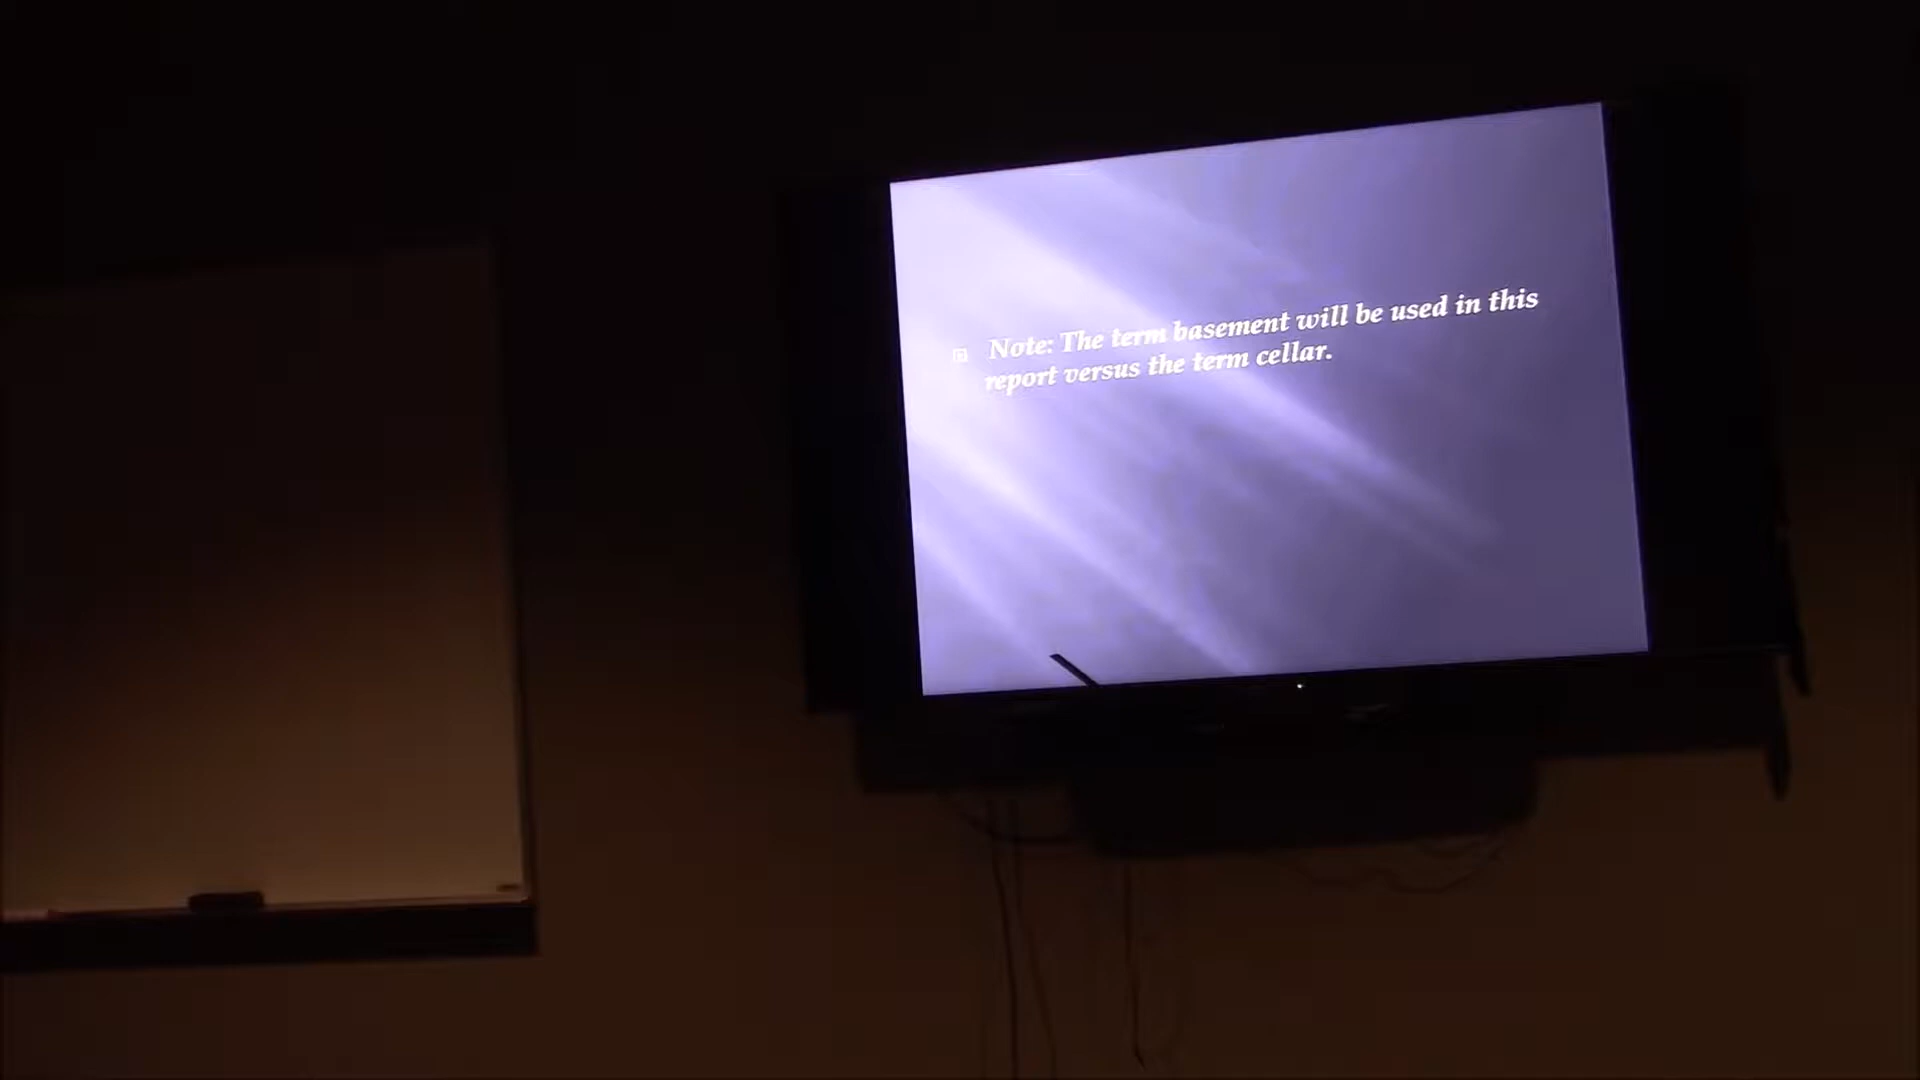 Note: The term basement will be used in this
report versus the term cellar.